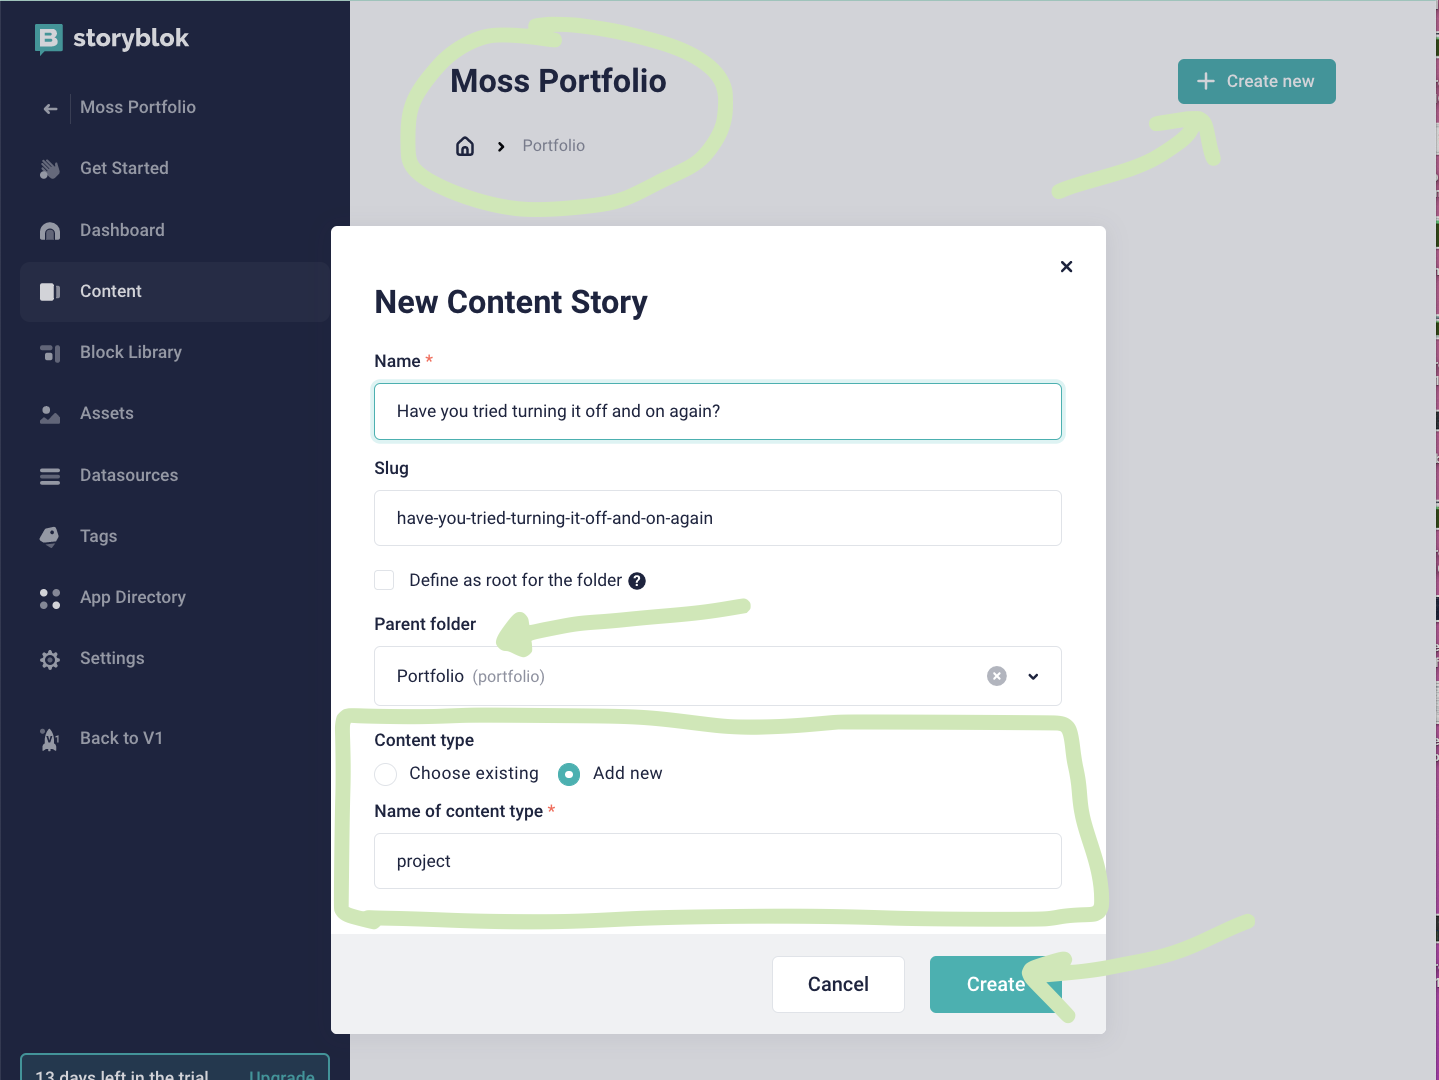 storyblok
Moss Portfolio
Get Started
Dashboard
Content
Block Library
Assets
Datasources
Tags
App Directory
Settings
Back to V1
13 days left in the trial Upgrade
Moss Portfolio
Portfolio
Create new
New Content Story
Name *
Have you tried turning it off and on again?
Slug
have-you-tried-turning-it-off-and-on-again
Define as root for the folder ?
Parent folder
Portfolio (portfolio)
Content type
Choose existing Add new
Name of content type *
project
Cancel Create